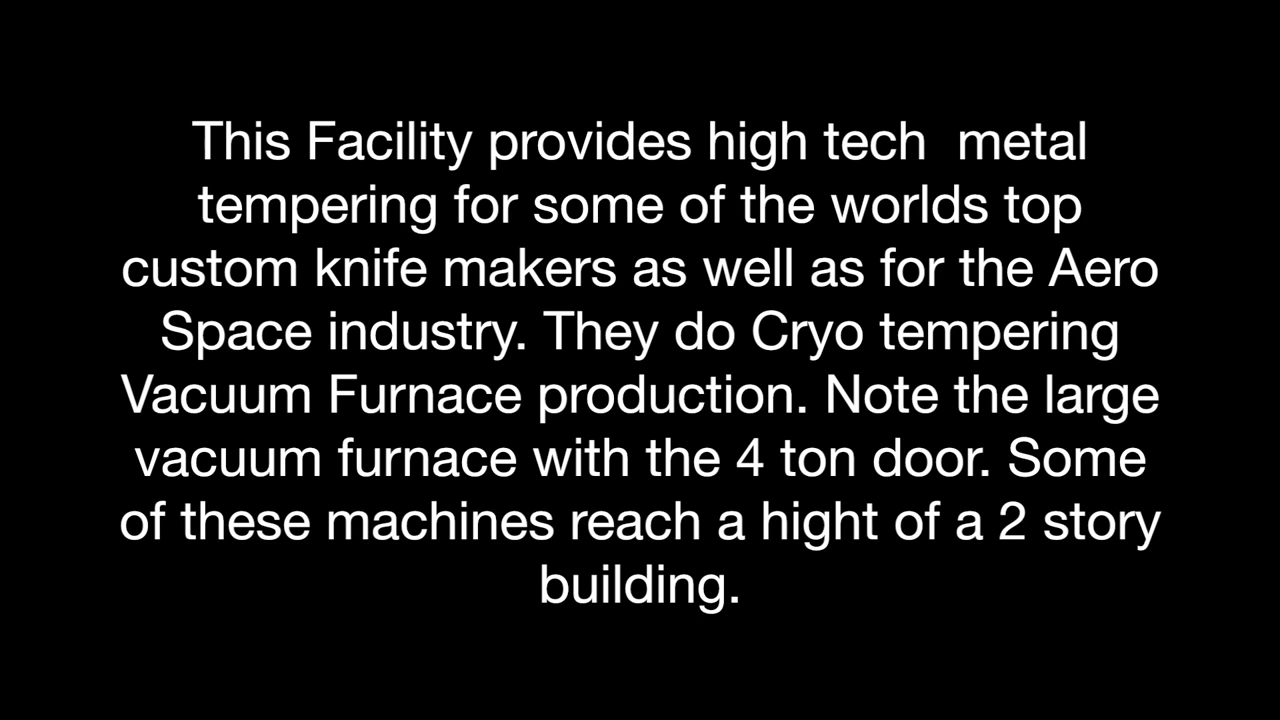 This Facility provides high tech  metal
tempering for some of the worlds top
custom knife makers as well as for the Aero
Space industry. They do Cryo tempering
Vacuum Furnace production. Note the large
vacuum furnace with the 4 ton door. Some
of these machines reach a hight of a 2 story
building.